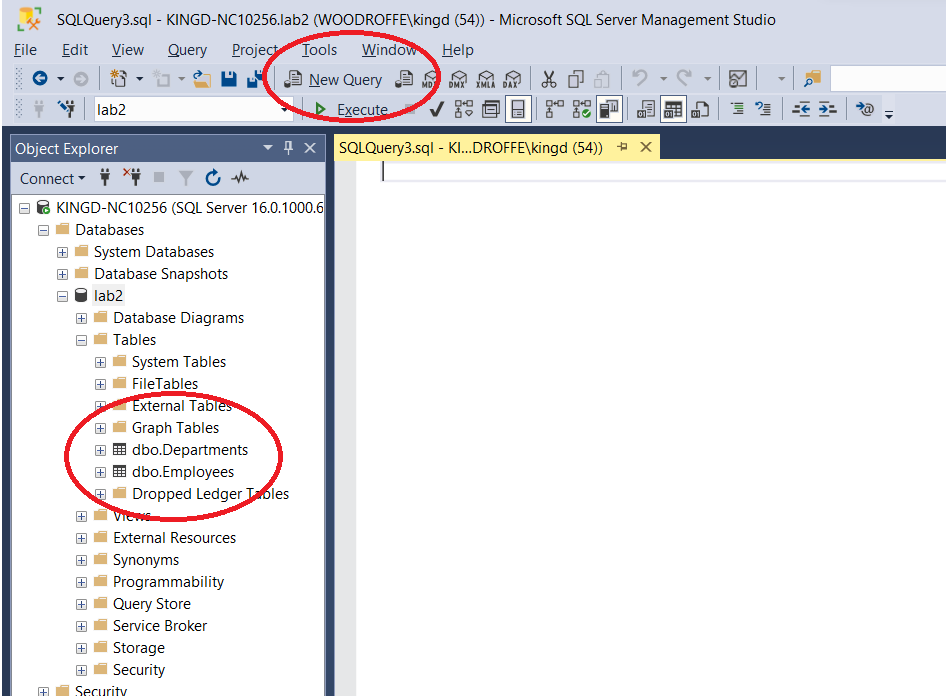 SQLQuery3.sql - KINGD-NC10256.lab2 (WOODROFFE\kingd (54)) - Microsoft SQL Server Management Studio
File Edit View Query Project Tools Window Help
New Query MDX DMX XMLA DAX
lab2 Execute
Object Explorer
SQLQuery3.sql - KI...DROFFE\kingd (54))
Connect
KINGD-NC10256 (SQL Server 16.0.1000.6
Databases
System Databases
Database Snapshots
lab2
Database Diagrams
Tables
System Tables
FileTables
External Tables
Graph Tables
dbo.Departments
dbo.Employees
Dropped Ledger Tables
Views
External Resources
Synonyms
Programmability
Query Store
Service Broker
Storage
Security
Security